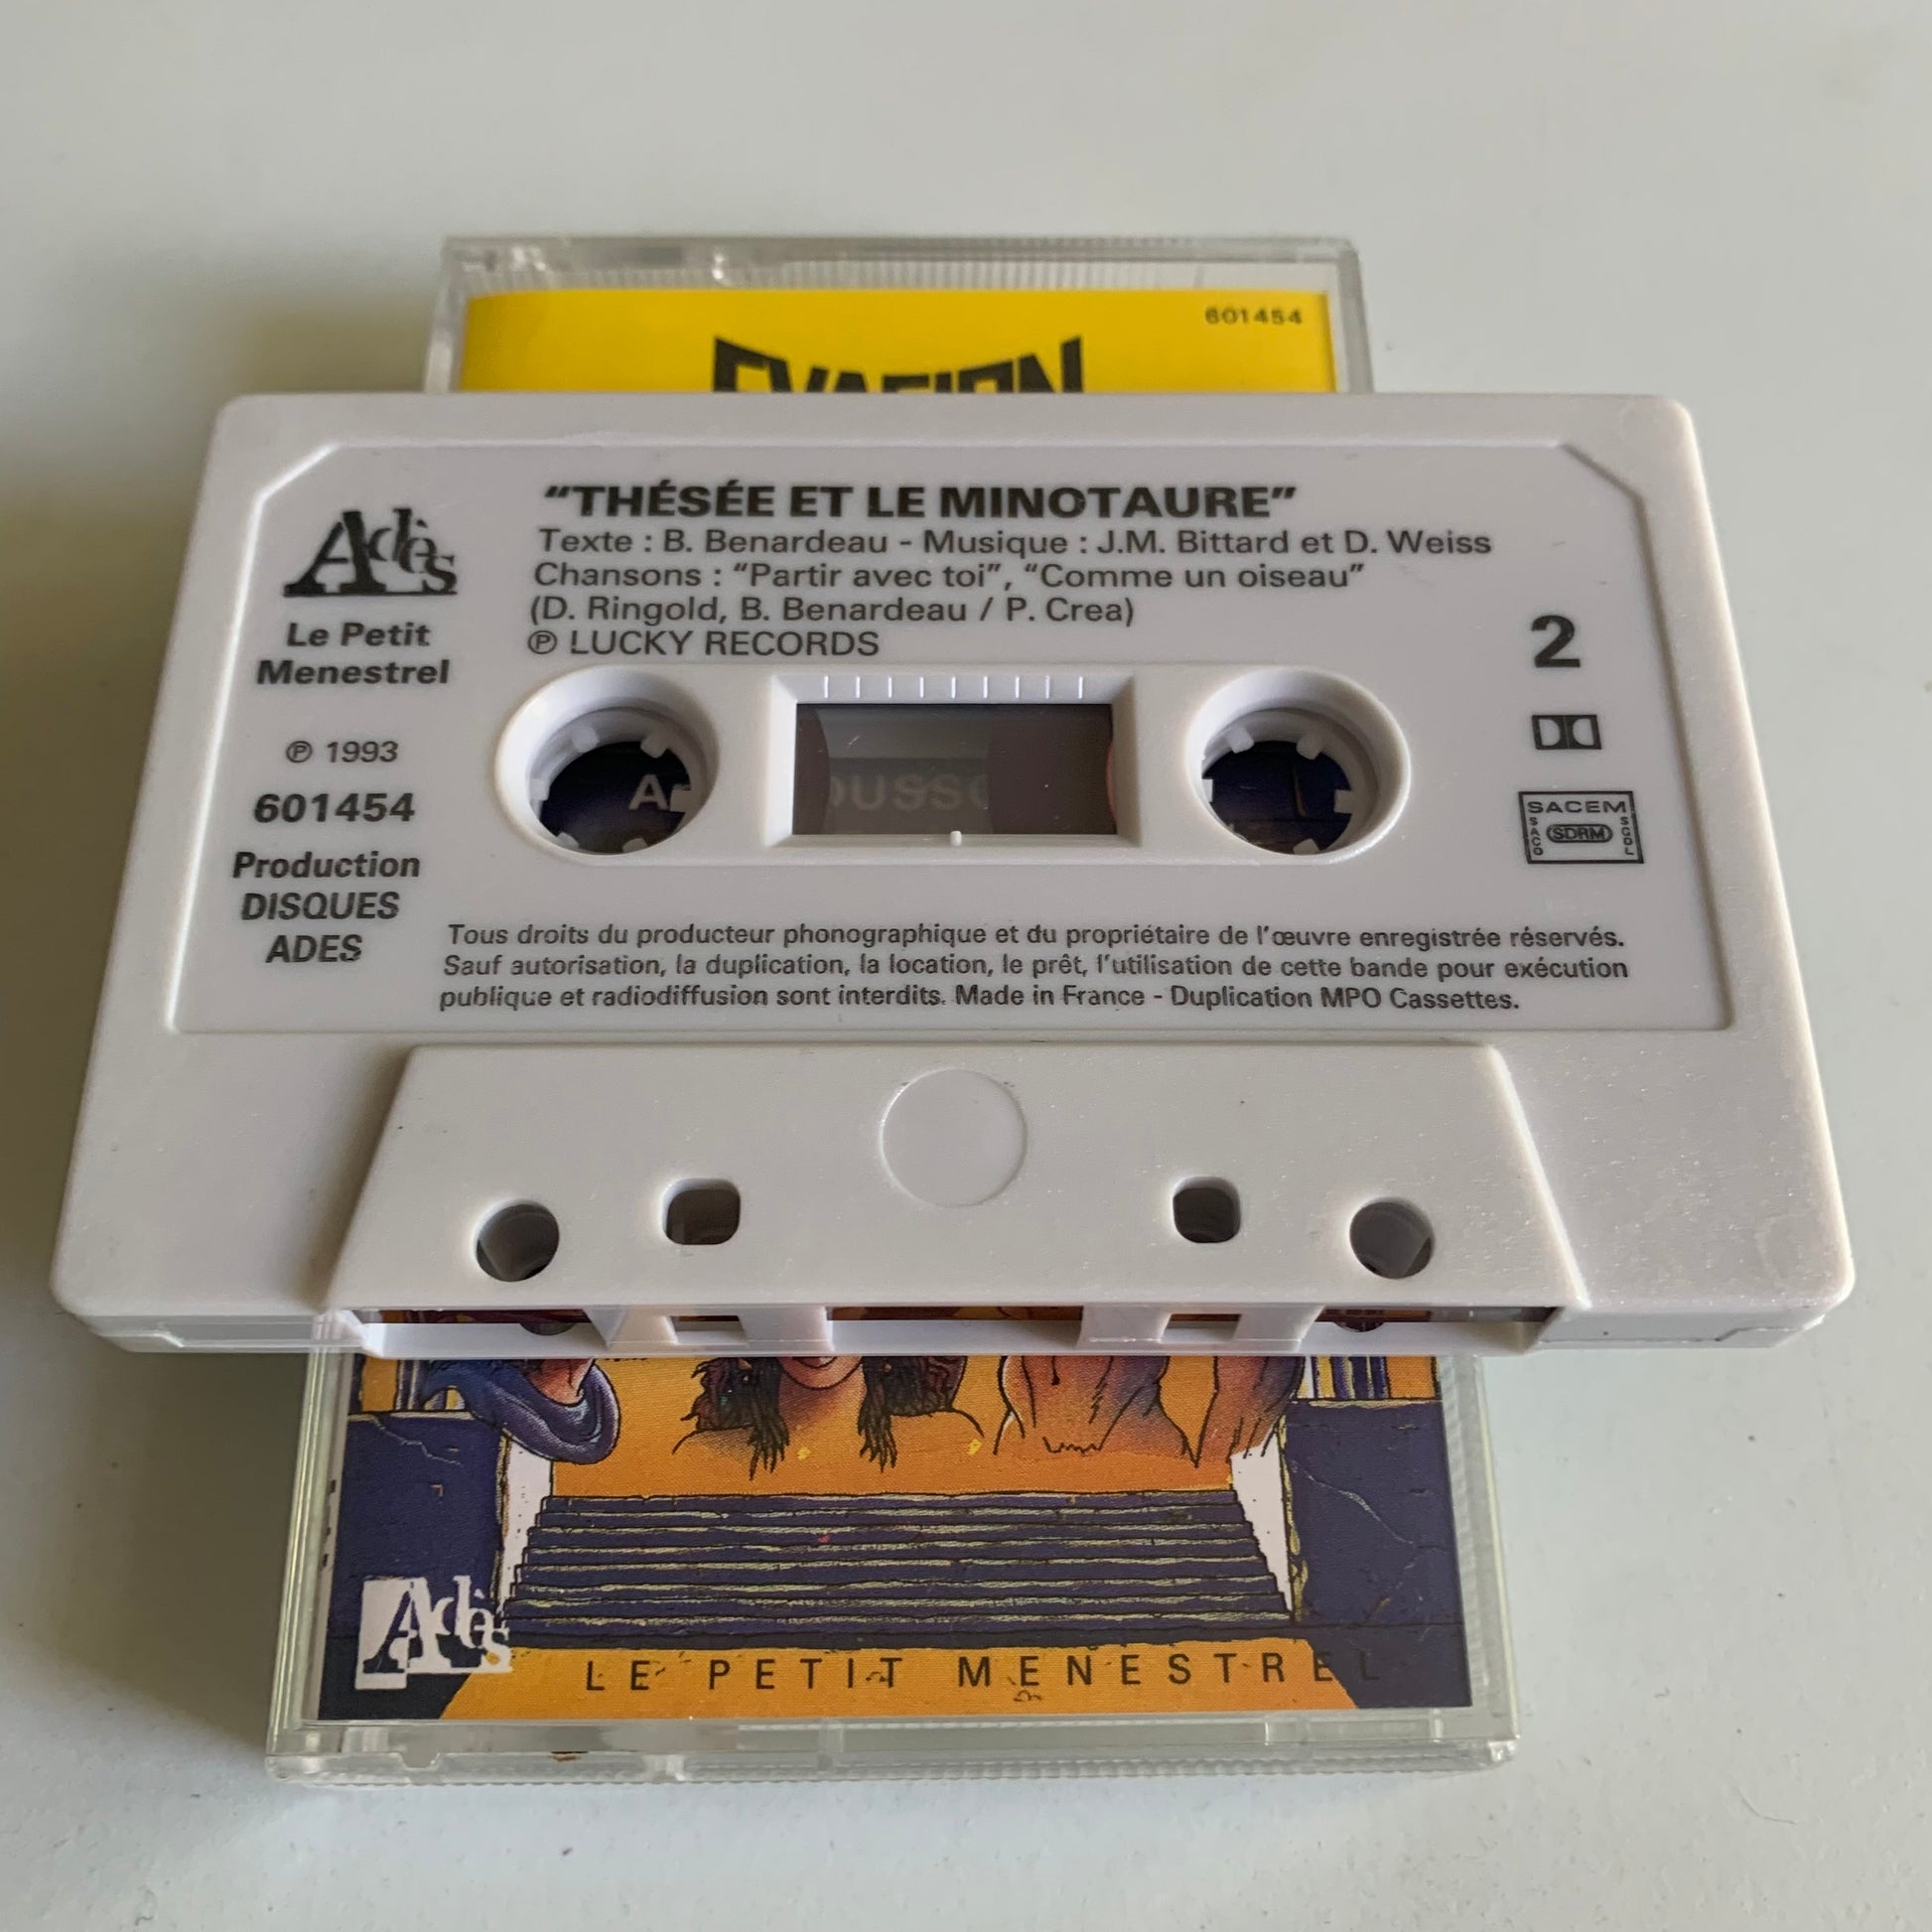 601454
EVASION
"THÉSÉE ET LE MINOTAURE"
Texte : B. Benardeau - Musique : J.M. Bittard et D. Weiss
Chansons : "Partir avec toi", "Comme un oiseau"
(D. Ringold, B. Benardeau / P. Crea)
℗ LUCKY RECORDS
Adès
Le Petit
Menestrel
℗ 1993
601454
Production
DISQUES
ADES
2
SACEM
SACD
SDRM
SGDL
Tous droits du producteur phonographique et du propriétaire de l'œuvre enregistrée réservés.
Sauf autorisation, la duplication, la location, le prêt, l'utilisation de cette bande pour exécution
publique et radiodiffusion sont interdits. Made in France - Duplication MPO Cassettes.
Adès
LE PETIT MENESTREL